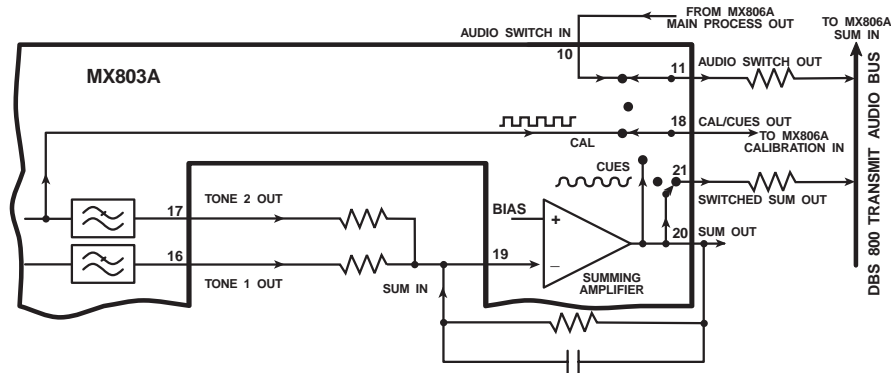 FROM MX806A
MAIN PROCESS OUT
TO MX806A
SUM IN
AUDIO SWITCH IN
10
MX803A
11
AUDIO SWITCH OUT
18
CAL/CUES OUT
CAL
TO MX806A
CALIBRATION IN
CUES
21
SWITCHED SUM OUT
17
TONE 2 OUT
BIAS
+
20
SUM OUT
16
TONE 1 OUT
19
–
SUM IN
SUMMING
AMPLIFIER
DBS 800 TRANSMIT AUDIO BUS